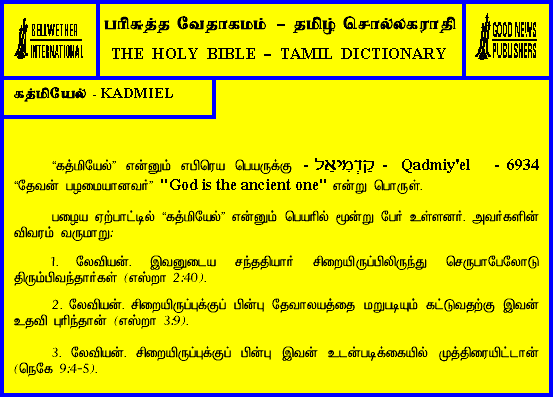 BELLWETHER
INTERNATIONAL
பரிசுத்த வேதாகமம் – தமிழ் சொல்லகராதி
THE HOLY BIBLE – TAMIL DICTIONARY
GOOD NEWS
PUBLISHERS
கத்மியேல் - KADMIEL
“கத்மியேல்” என்னும் எபிரெய பெயருக்கு - קַדְמִיאֵל - Qadmiy'el - 6934
“தேவன் பழமையானவர்” "God is the ancient one" என்று பொருள்.
பழைய ஏற்பாட்டில் “கத்மியேல்” என்னும் பெயரில் மூன்று பேர் உள்ளனர். அவர்களின்
விவரம் வருமாறு:
1. லேவியன். இவனுடைய சந்ததியார் சிறையிருப்பிலிருந்து செருபாபேலோடு
திரும்பிவந்தார்கள் (எஸ்றா 2:40).
2. லேவியன். சிறையிருப்புக்குப் பின்பு தேவாலயத்தை மறுபடியும் கட்டுவதற்கு இவன்
உதவி புரிந்தான் (எஸ்றா 3:9).
3. லேவியன். சிறையிருப்புக்குப் பின்பு இவன் உடன்படிக்கையில் முத்திரையிட்டான்
(நெகே 9:4-5).